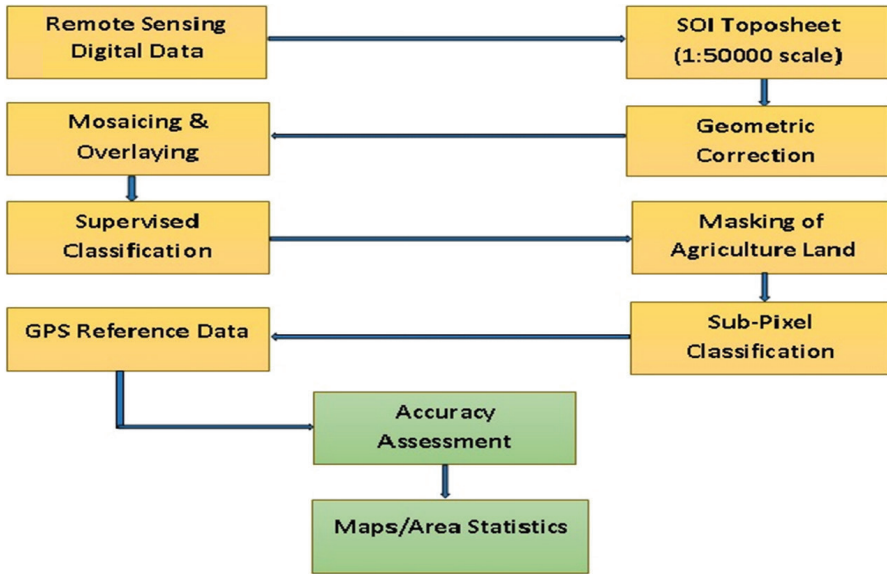 Remote Sensing
Digital Data
SOI Toposheet
(1:50000 scale)
Mosaicing &
Overlaying
Geometric
Correction
Supervised
Classification
Masking of
Agriculture Land
GPS Reference Data
Sub-Pixel
Classification
Accuracy
Assessment
Maps/Area Statistics